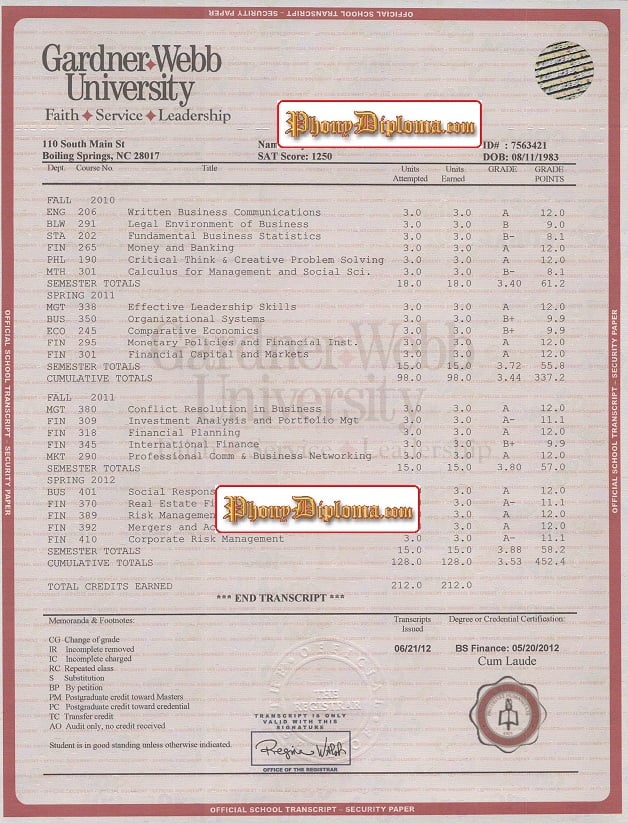 OFFICIAL SCHOOL TRANSCRIPT – SECURITY PAPER
Gardner Webb
University
Faith Service Leadership
Phony-Diploma.com
110 South Main St
Boiling Springs, NC 28017
SAT Score: 1250
ID# : 7563421
DOB: 08/11/1983
Dept. Course No. Title Units Attempted Units Earned GRADE GRADE POINTS
FALL 2010
ENG 206 Written Business Communications 3.0 3.0 A 12.0
BLW 291 Legal Environment of Business 3.0 3.0 B 9.0
STA 202 Fundamental Business Statistics 3.0 3.0 B- 8.1
FIN 265 Money and Banking 3.0 3.0 A 12.0
PHL 190 Critical Think & Creative Problem Solving 3.0 3.0 A 12.0
MTH 301 Calculus for Management and Social Sci. 3.0 3.0 B- 8.1
SEMESTER TOTALS 18.0 18.0 3.40 61.2
SPRING 2011
MGT 338 Effective Leadership Skills 3.0 3.0 A 12.0
BUS 350 Organizational Systems 3.0 3.0 B+ 9.9
ECO 245 Comparative Economics 3.0 3.0 B+ 9.9
FIN 295 Monetary Policies and Financial Inst. 3.0 3.0 A 12.0
FIN 301 Financial Capital and Markets 3.0 3.0 A 12.0
SEMESTER TOTALS 15.0 15.0 3.72 55.8
CUMULATIVE TOTALS 98.0 98.0 3.44 337.2
FALL 2011
MGT 380 Conflict Resolution in Business 3.0 3.0 A 12.0
FIN 309 Investment Analysis and Portfolio Mgt 3.0 3.0 A- 11.1
FIN 318 Financial Planning 3.0 3.0 A 12.0
FIN 345 International Finance 3.0 3.0 B+ 9.9
MKT 290 Professional Comm & Business Networking 3.0 3.0 A 12.0
SEMESTER TOTALS 15.0 15.0 3.80 57.0
SPRING 2012
BUS 401 Social 3.0 A 12.0
FIN 370 Real Estate 3.0 A- 11.1
FIN 389 Risk 3.0 A 12.0
FIN 392 Mergers and 3.0 A 12.0
FIN 410 Corporate Risk Management 3.0 3.0 A- 11.1
Phony-Diploma.com
SEMESTER TOTALS 15.0 15.0 3.88 58.2
CUMULATIVE TOTALS 128.0 128.0 3.53 452.4
TOTAL CREDITS EARNED 212.0 212.0
*** END TRANSCRIPT ***
Memoranda & Footnotes:
CG Change of grade
IR Incomplete removed
IC Incomplete charged
RC Repeated class
S Substitution
BP By petition
PM Postgraduate credit toward Masters
PC Postgraduate credit toward credential
TC Transfer credit
AO Audit only, no credit received
Student is in good standing unless otherwise indicated.
Transcripts Issued
06/21/12
Degree or Credential Certification:
BS Finance: 05/20/2012
Cum Laude
THE
REGISTRAR
TRANSCRIPT IS ONLY
VALID WITH THIS
SIGNATURE
Regina Walsh
OFFICE OF THE REGISTRAR
OFFICIAL SCHOOL TRANSCRIPT – SECURITY PAPER
OFFICIAL SCHOOL TRANSCRIPT – SECURITY PAPER
OFFICIAL SCHOOL TRANSCRIPT – SECURITY PAPER